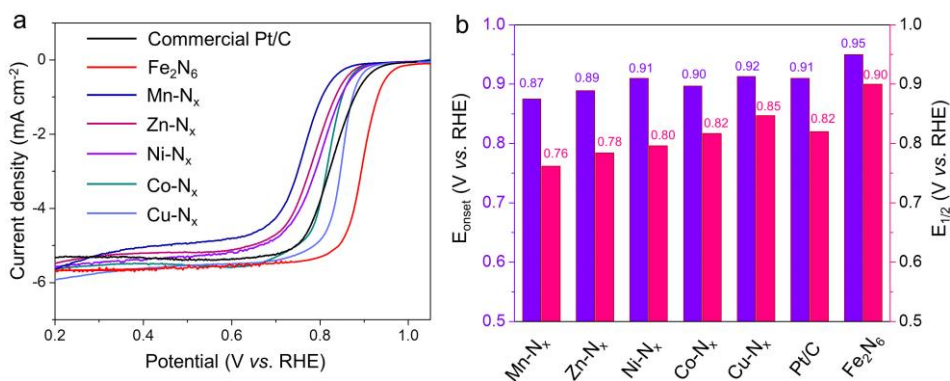 a
Commercial Pt/C
Fe₂N₆
Mn-Nₓ
Zn-Nₓ
Ni-Nₓ
Co-Nₓ
Cu-Nₓ
Current density (mA cm⁻²)
0
-2
-4
-6
0.2 0.4 0.6 0.8 1.0
Potential (V vs. RHE)
b
E_onset (V vs. RHE)
1.0
0.9
0.8
0.7
0.6
0.5
0.87 0.89 0.91 0.90 0.92 0.91 0.95
0.76 0.78 0.80 0.82 0.85 0.82 0.90
1.0
0.9
0.8
0.7
0.6
0.5
E₁/₂ (V vs. RHE)
Mn-Nₓ Zn-Nₓ Ni-Nₓ Co-Nₓ Cu-Nₓ Pt/C Fe₂N₆